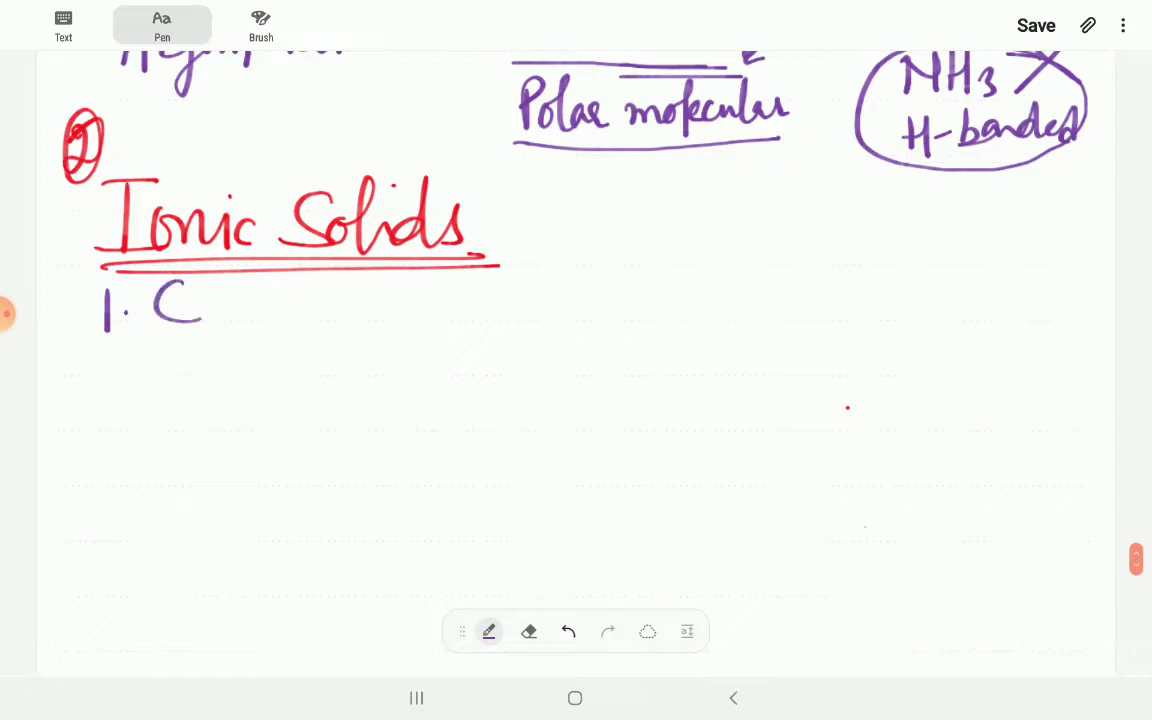 Text Pen Brush Save
Polar molecular
NH3 X
H-bonded
2
Ionic Solids
1. C